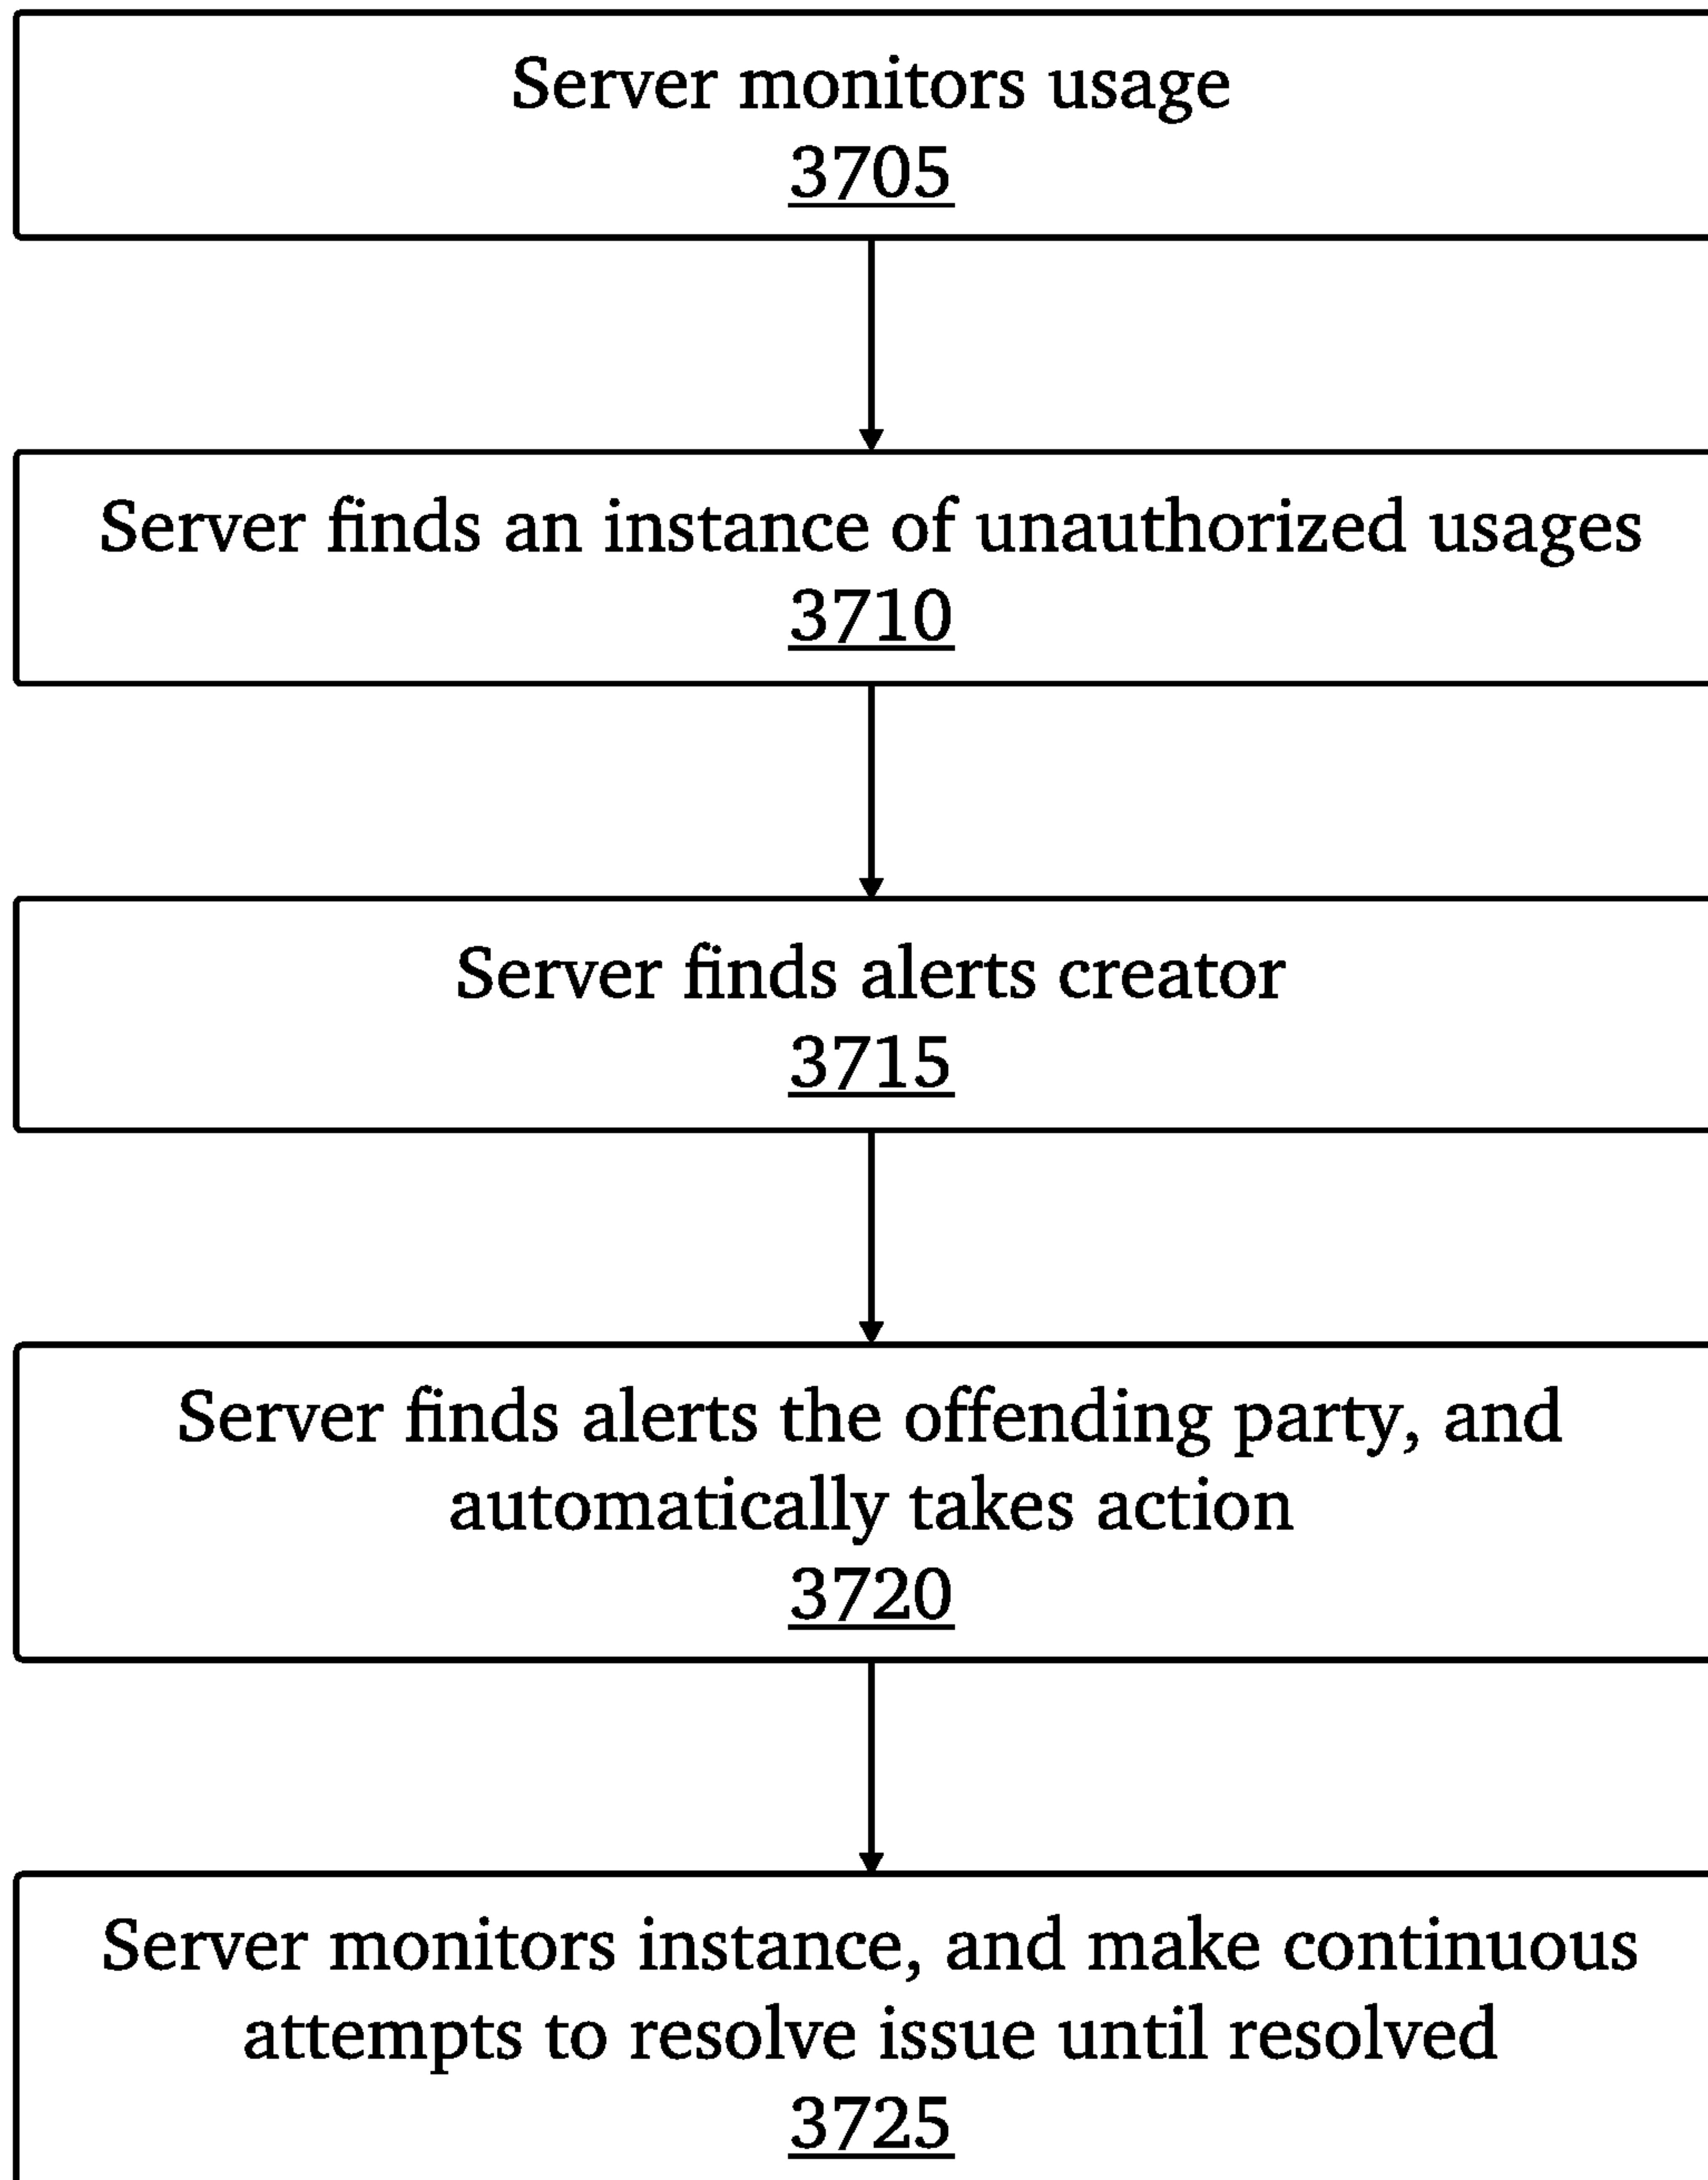 Server monitors usage
3705
Server finds an instance of unauthorized usages
3710
Server finds alerts creator
3715
Server finds alerts the offending party, and
automatically takes action
3720
Server monitors instance, and make continuous
attempts to resolve issue until resolved
3725